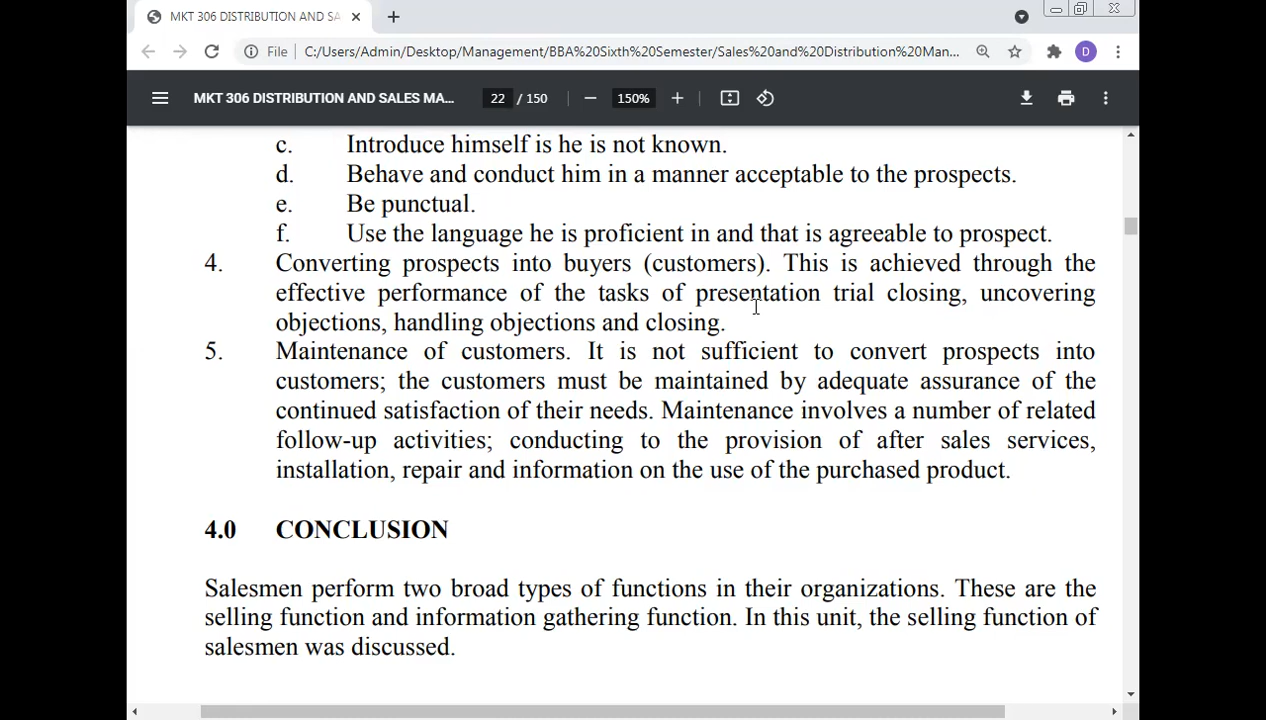 MKT 306 DISTRIBUTION AND SA
File C:/Users/Admin/Desktop/Management/BBA%20Sixth%20Semester/Sales%20and%20Distribution%20Man... D
MKT 306 DISTRIBUTION AND SALES MA... 22 / 150 — 150% +
c. Introduce himself is he is not known.
d. Behave and conduct him in a manner acceptable to the prospects.
e. Be punctual.
f. Use the language he is proficient in and that is agreeable to prospect.
4. Converting prospects into buyers (customers). This is achieved through the
effective performance of the tasks of presentation trial closing, uncovering
objections, handling objections and closing.
5. Maintenance of customers. It is not sufficient to convert prospects into
customers; the customers must be maintained by adequate assurance of the
continued satisfaction of their needs. Maintenance involves a number of related
follow-up activities; conducting to the provision of after sales services,
installation, repair and information on the use of the purchased product.
4.0 CONCLUSION
Salesmen perform two broad types of functions in their organizations. These are the
selling function and information gathering function. In this unit, the selling function of
salesmen was discussed.